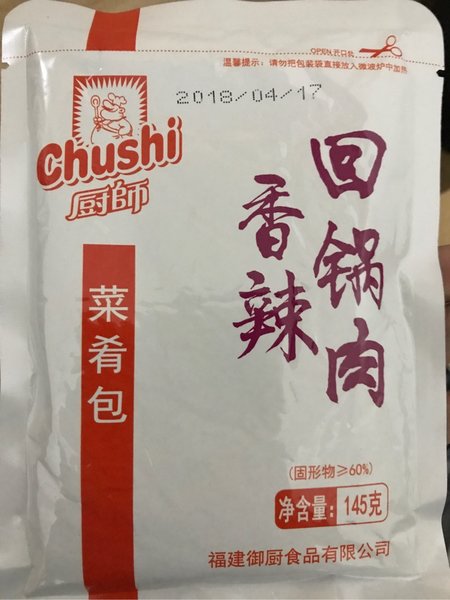 OPEN 开口处
温馨提示：请勿把包装袋直接放入微波炉中加热
2018/04/17
Chushi
厨師
香辣
回锅肉
菜肴包
(固形物≥60%)
净含量: 145克
福建御厨食品有限公司